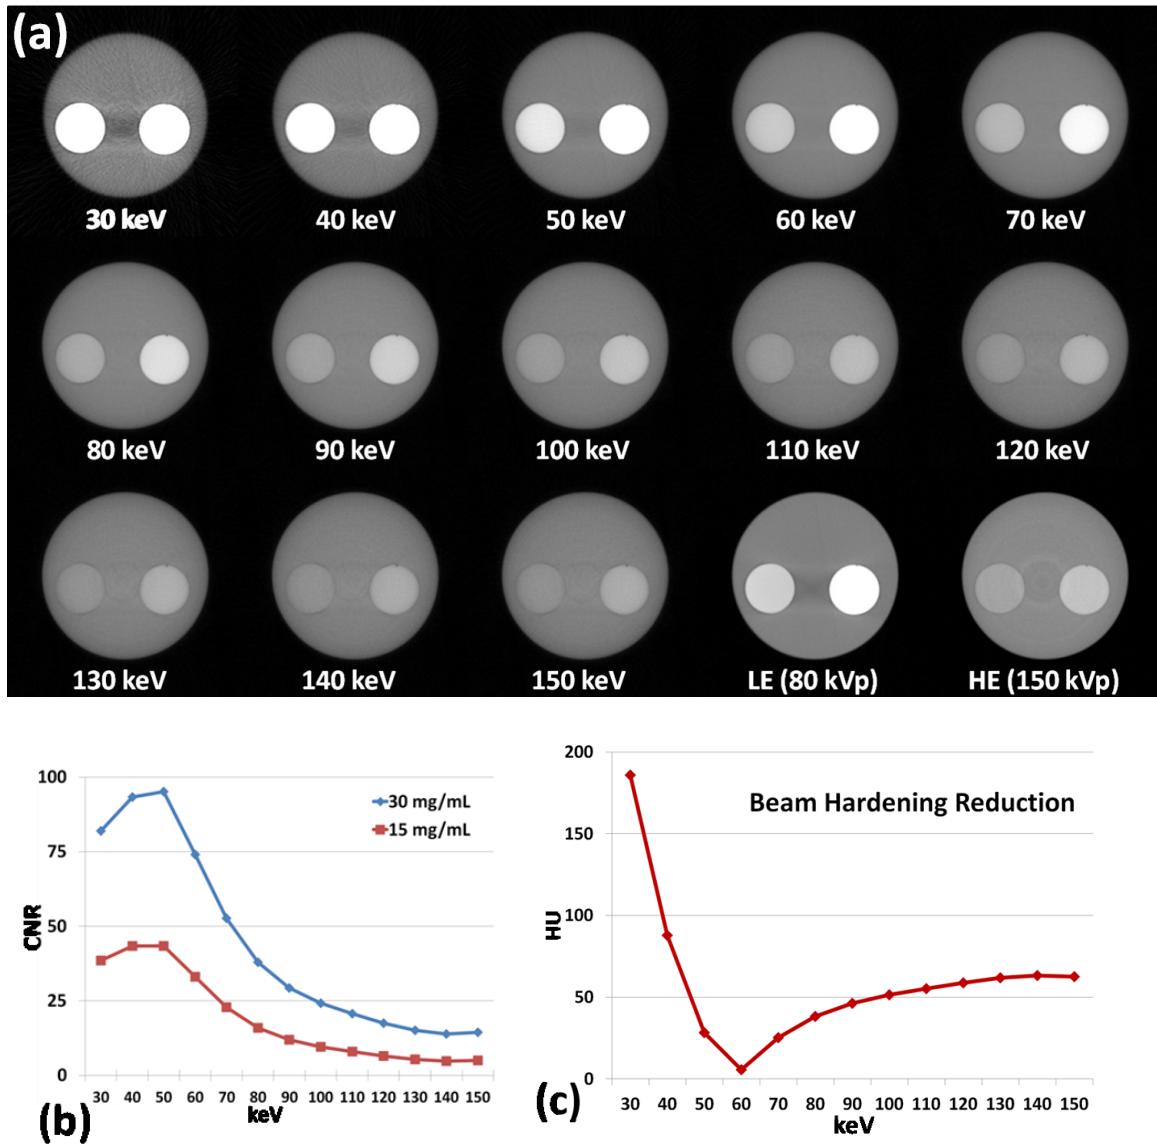 (a)
30 keV
40 keV
50 keV
60 keV
70 keV
80 keV
90 keV
100 keV
110 keV
120 keV
130 keV
140 keV
150 keV
LE (80 kVp)
HE (150 kVp)
100
75
50
25
0
CNR
30 mg/mL
15 mg/mL
30 40 50 60 70 80 90 100 110 120 130 140 150
keV
(b)
200
150
100
50
0
HU
Beam Hardening Reduction
30 40 50 60 70 80 90 100 110 120 130 140 150
keV
(c)